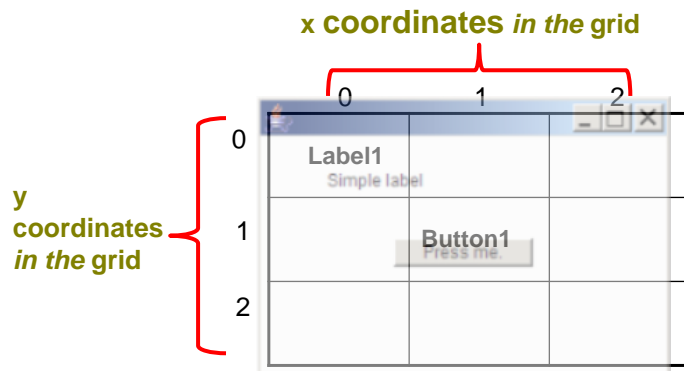 x coordinates in the grid
0 1 2
0
Label1
Simple label
y
coordinates
in the grid
1
Button1
Press me.
2